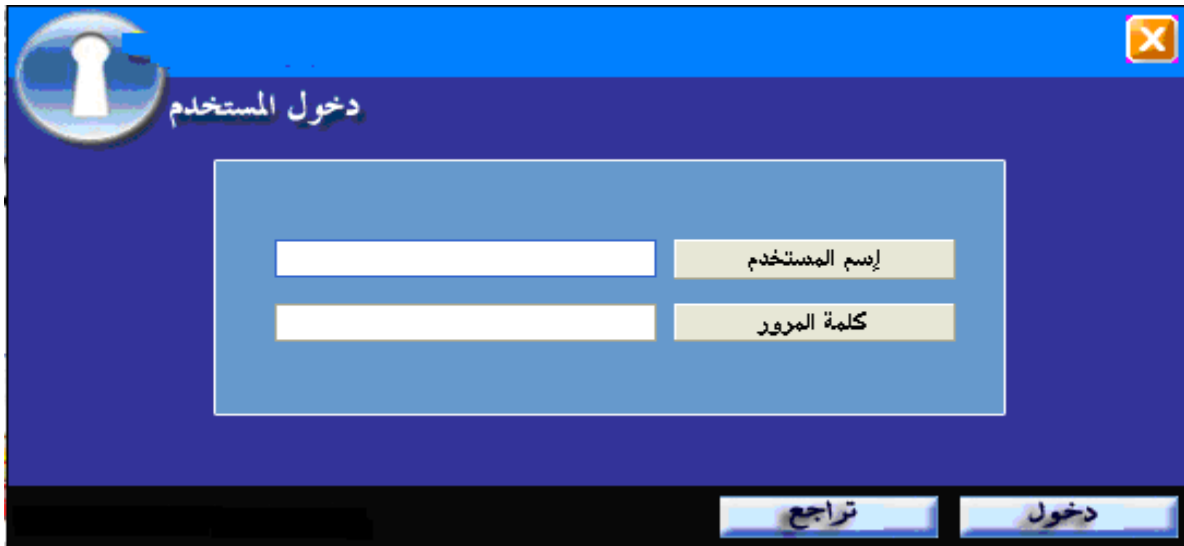 دخول المستخدم
إسم المستخدم
كلمة المرور
دخول
تراجع